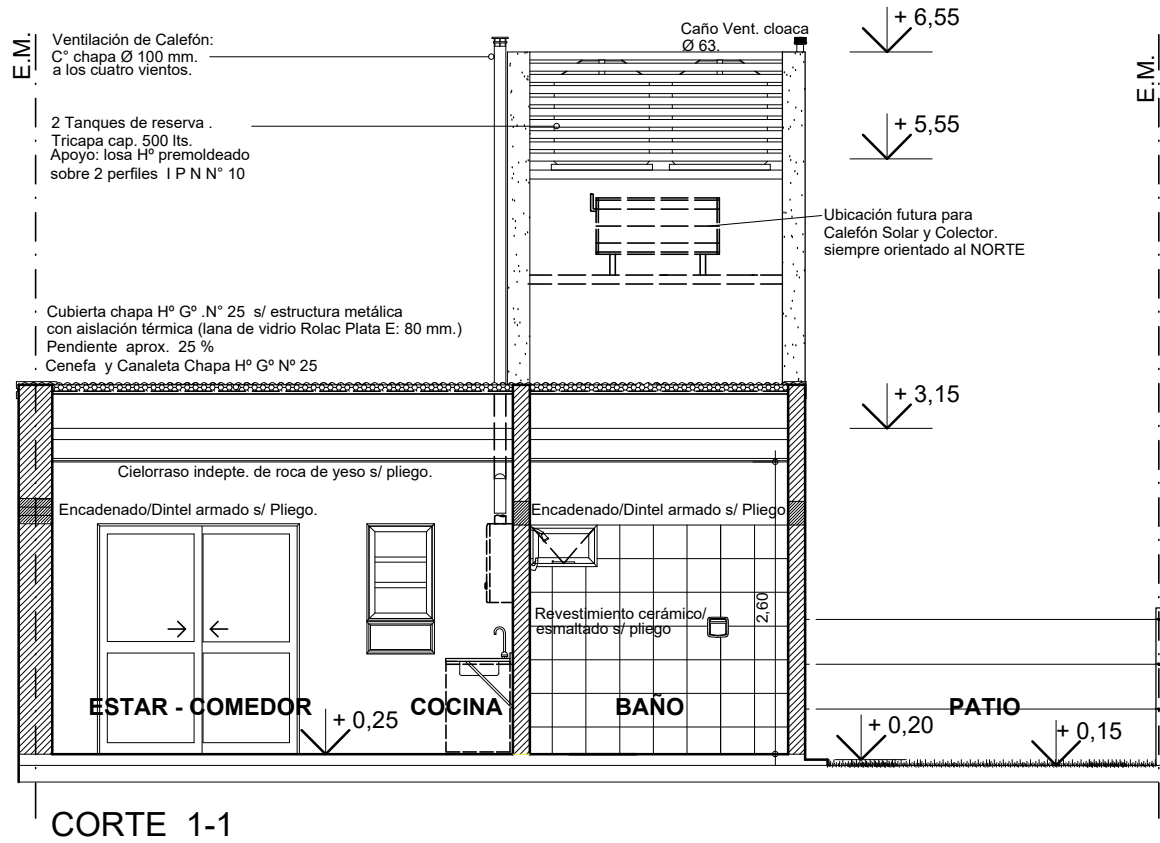 E.M.
Ventilación de Calefón:
C° chapa Ø 100 mm.
a los cuatro vientos.
Caño Vent. cloaca
Ø 63.
+ 6,55
E.M.
2 Tanques de reserva .
Tricapa cap. 500 lts.
Apoyo: losa Hº premoldeado
sobre 2 perfiles I P N N° 10
+ 5,55
Ubicación futura para
Calefón Solar y Colector.
siempre orientado al NORTE
Cubierta chapa Hº Gº .N° 25 s/ estructura metálica
con aislación térmica (lana de vidrio Rolac Plata E: 80 mm.)
Pendiente aprox. 25 %
Cenefa y Canaleta Chapa Hº Gº Nº 25
+ 3,15
Cielorraso indepte. de roca de yeso s/ pliego.
Encadenado/Dintel armado s/ Pliego.
Encadenado/Dintel armado s/ Pliego
2,60
Revestimiento cerámico/
esmaltado s/ pliego
ESTAR - COMEDOR
COCINA
BAÑO
PATIO
+ 0,25
+ 0,20
+ 0,15
CORTE 1-1